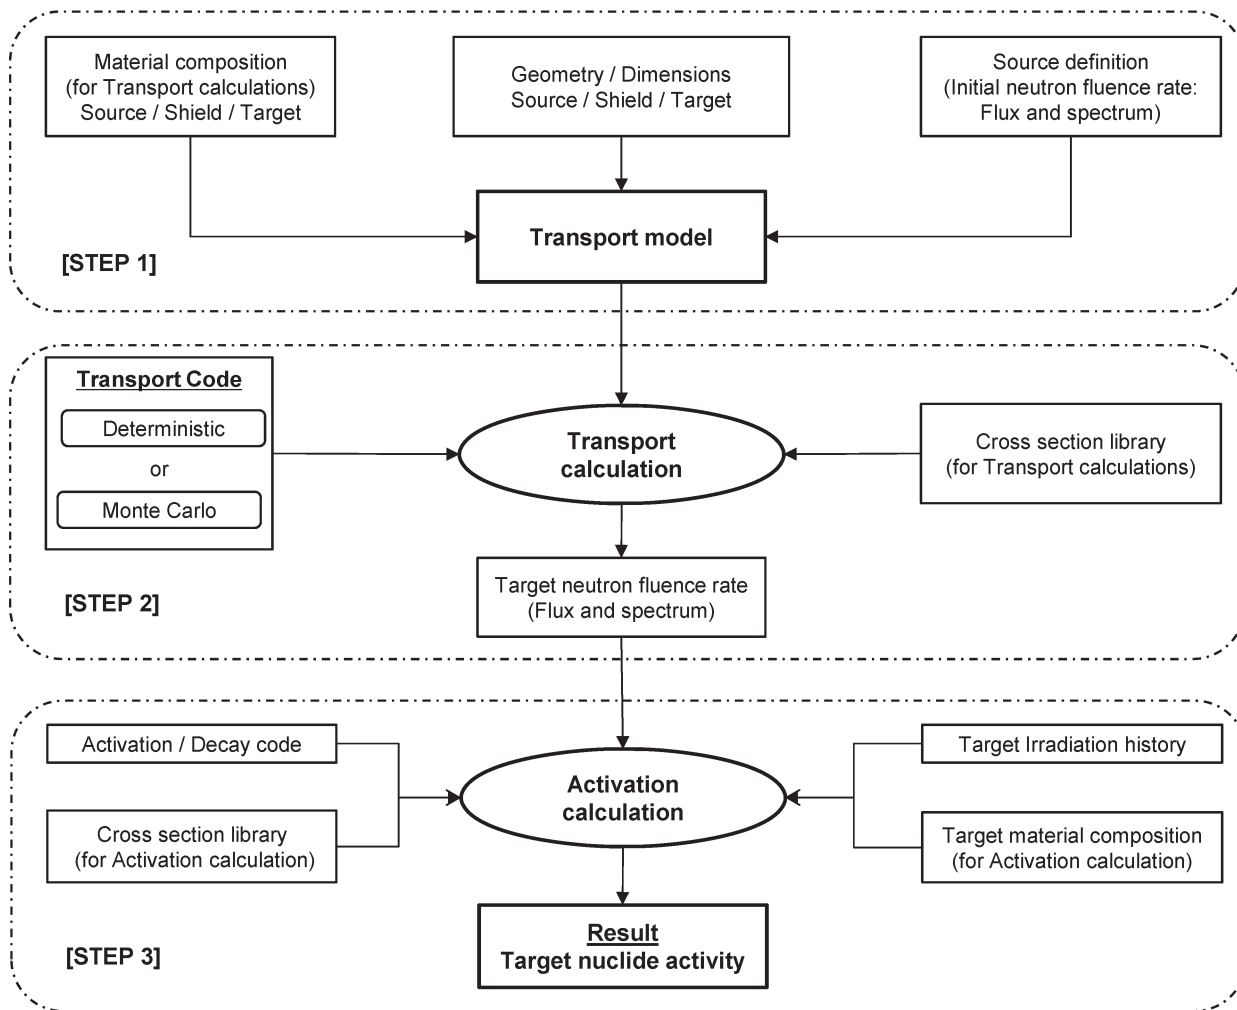 Material composition
(for Transport calculations)
Source / Shield / Target
Geometry / Dimensions
Source / Shield / Target
Source definition
(Initial neutron fluence rate:
Flux and spectrum)
Transport model
[STEP 1]
Transport Code
Deterministic
or
Monte Carlo
Transport
calculation
Cross section library
(for Transport calculations)
Target neutron fluence rate
(Flux and spectrum)
[STEP 2]
Activation / Decay code
Cross section library
(for Activation calculation)
Activation
calculation
Target Irradiation history
Target material composition
(for Activation calculation)
Result
Target nuclide activity
[STEP 3]